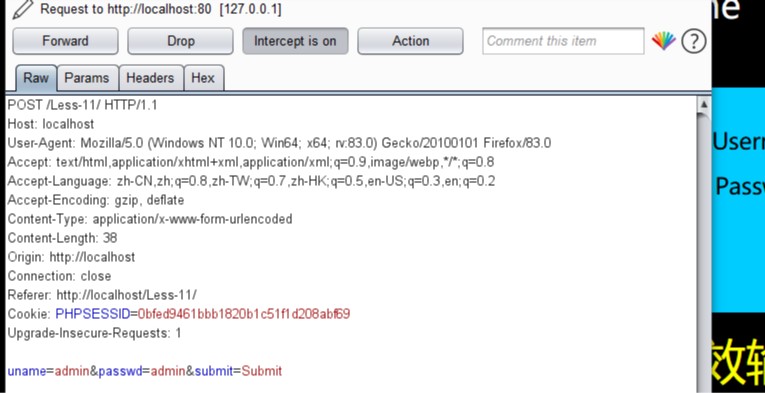 Request to http://localhost:80 [127.0.0.1]
Forward Drop Intercept is on Action Comment this item ?
Raw Params Headers Hex
POST /Less-11/ HTTP/1.1
Host: localhost
User-Agent: Mozilla/5.0 (Windows NT 10.0; Win64; x64; rv:83.0) Gecko/20100101 Firefox/83.0
Accept: text/html,application/xhtml+xml,application/xml;q=0.9,image/webp,*/*;q=0.8
Accept-Language: zh-CN,zh;q=0.8,zh-TW;q=0.7,zh-HK;q=0.5,en-US;q=0.3,en;q=0.2
Accept-Encoding: gzip, deflate
Content-Type: application/x-www-form-urlencoded
Content-Length: 38
Origin: http://localhost
Connection: close
Referer: http://localhost/Less-11/
Cookie: PHPSESSID=0bfed9461bbb1820b1c51f1d208abf69
Upgrade-Insecure-Requests: 1
uname=admin&passwd=admin&submit=Submit